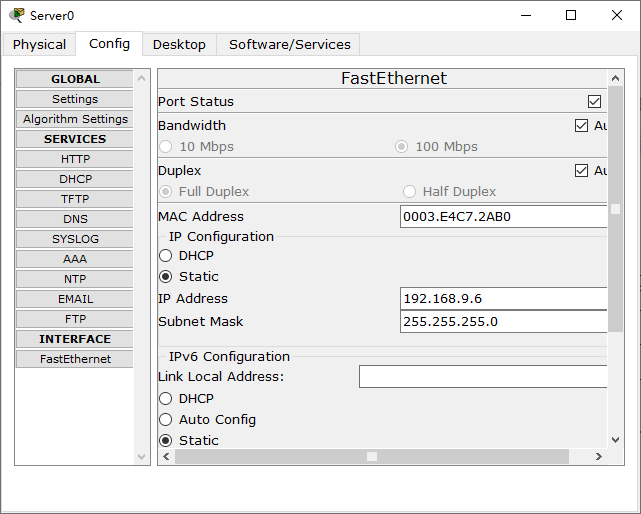 Server0
Physical Config Desktop Software/Services
GLOBAL
Settings
Algorithm Settings
SERVICES
HTTP
DHCP
TFTP
DNS
SYSLOG
AAA
NTP
EMAIL
FTP
INTERFACE
FastEthernet
FastEthernet
Port Status
Bandwidth Au
10 Mbps 100 Mbps
Duplex Au
Full Duplex Half Duplex
MAC Address 0003.E4C7.2AB0
IP Configuration
DHCP
Static
IP Address 192.168.9.6
Subnet Mask 255.255.255.0
IPv6 Configuration
Link Local Address:
DHCP
Auto Config
Static